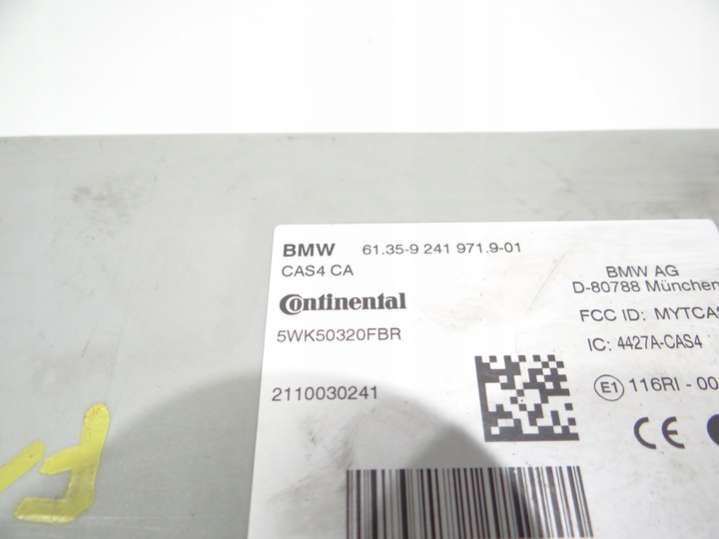 BMW 61.35-9 241 971.9-01
CAS4 CA
Continental
5WK50320FBR
2110030241
BMW AG
D-80788 München
FCC ID: MYTCAS
IC: 4427A-CAS4
E1 116RI - 00
CE